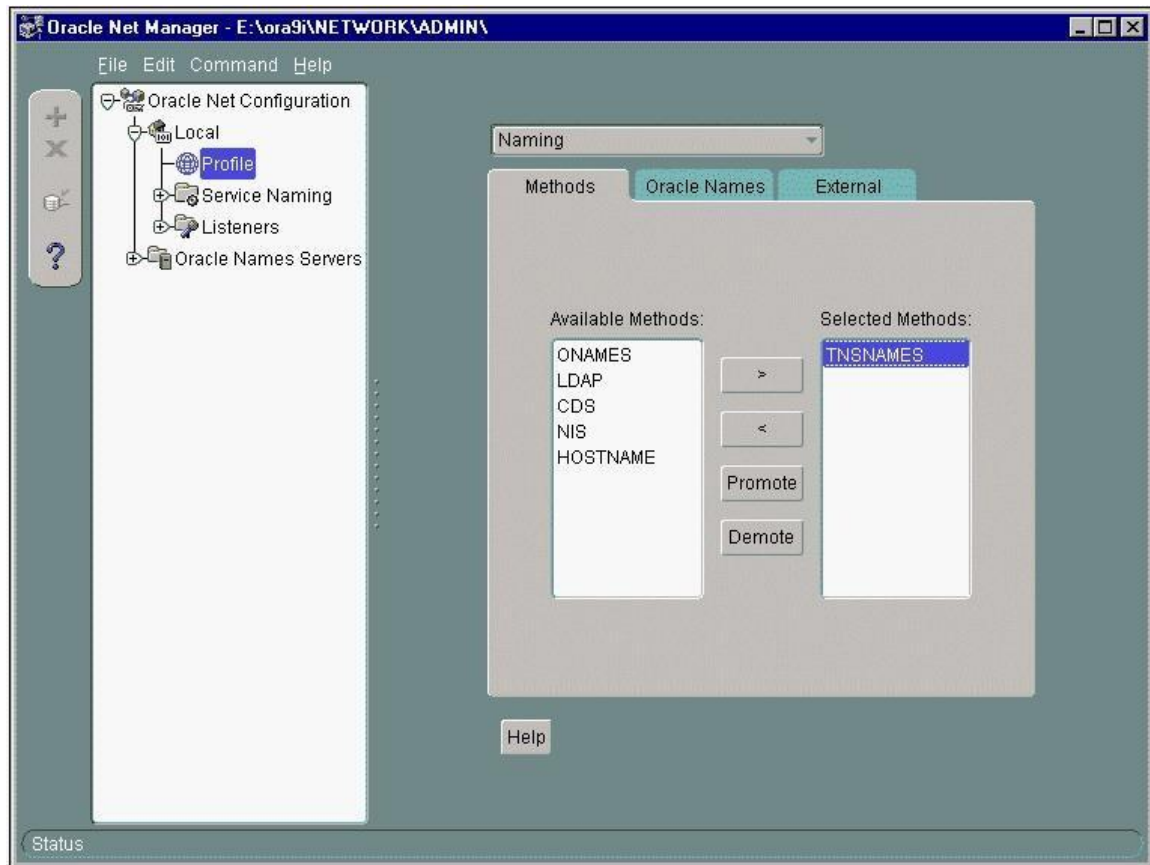 Oracle Net Manager - E:\ora9i\NETWORK\ADMIN\
File Edit Command Help
Oracle Net Configuration
Local
Profile
Service Naming
Listeners
Oracle Names Servers
Naming
Methods Oracle Names External
Available Methods:
ONAMES
LDAP
CDS
NIS
HOSTNAME
>
<
Promote
Demote
Selected Methods:
TNSNAMES
Help
Status